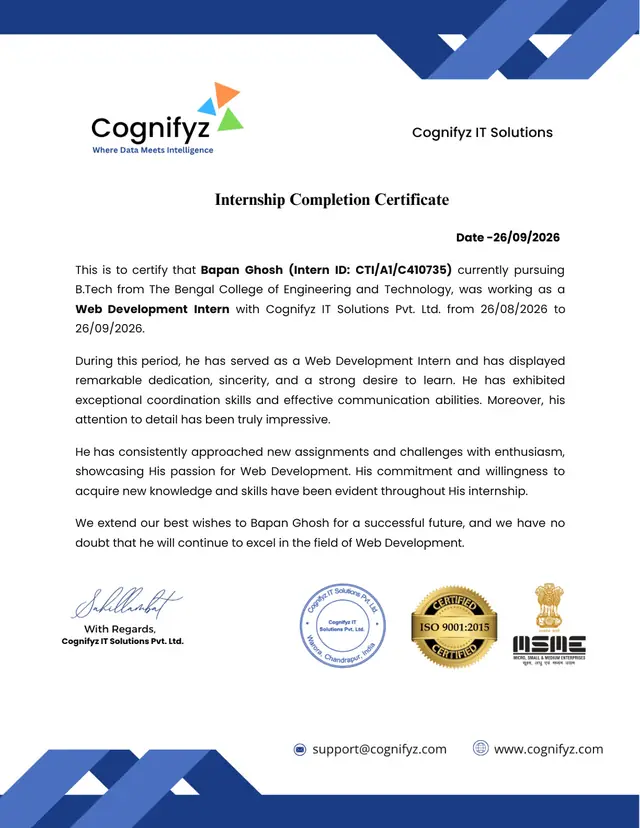 Cognifyz
Where Data Meets Intelligence
Cognifyz IT Solutions
Internship Completion Certificate
Date -26/09/2026
This is to certify that Bapan Ghosh (Intern ID: CTI/A1/C410735) currently pursuing
B.Tech from The Bengal College of Engineering and Technology, was working as a
Web Development Intern with Cognifyz IT Solutions Pvt. Ltd. from 26/08/2026 to
26/09/2026.
During this period, he has served as a Web Development Intern and has displayed
remarkable dedication, sincerity, and a strong desire to learn. He has exhibited
exceptional coordination skills and effective communication abilities. Moreover, his
attention to detail has been truly impressive.
He has consistently approached new assignments and challenges with enthusiasm,
showcasing His passion for Web Development. His commitment and willingness to
acquire new knowledge and skills have been evident throughout His internship.
We extend our best wishes to Bapan Ghosh for a successful future, and we have no
doubt that he will continue to excel in the field of Web Development.
With Regards,
Cognifyz IT Solutions Pvt. Ltd.
Cognifyz IT Solutions Pvt. Ltd.
Cognifyz IT
Solutions Pvt. Ltd.
Warora, Chandrapur, India
CERTIFIED
ISO 9001:2015
CERTIFIED
MSME
MICRO, SMALL & MEDIUM ENTERPRISES
सूक्ष्म, लघु एवं मध्यम उद्यम
support@cognifyz.com
www.cognifyz.com